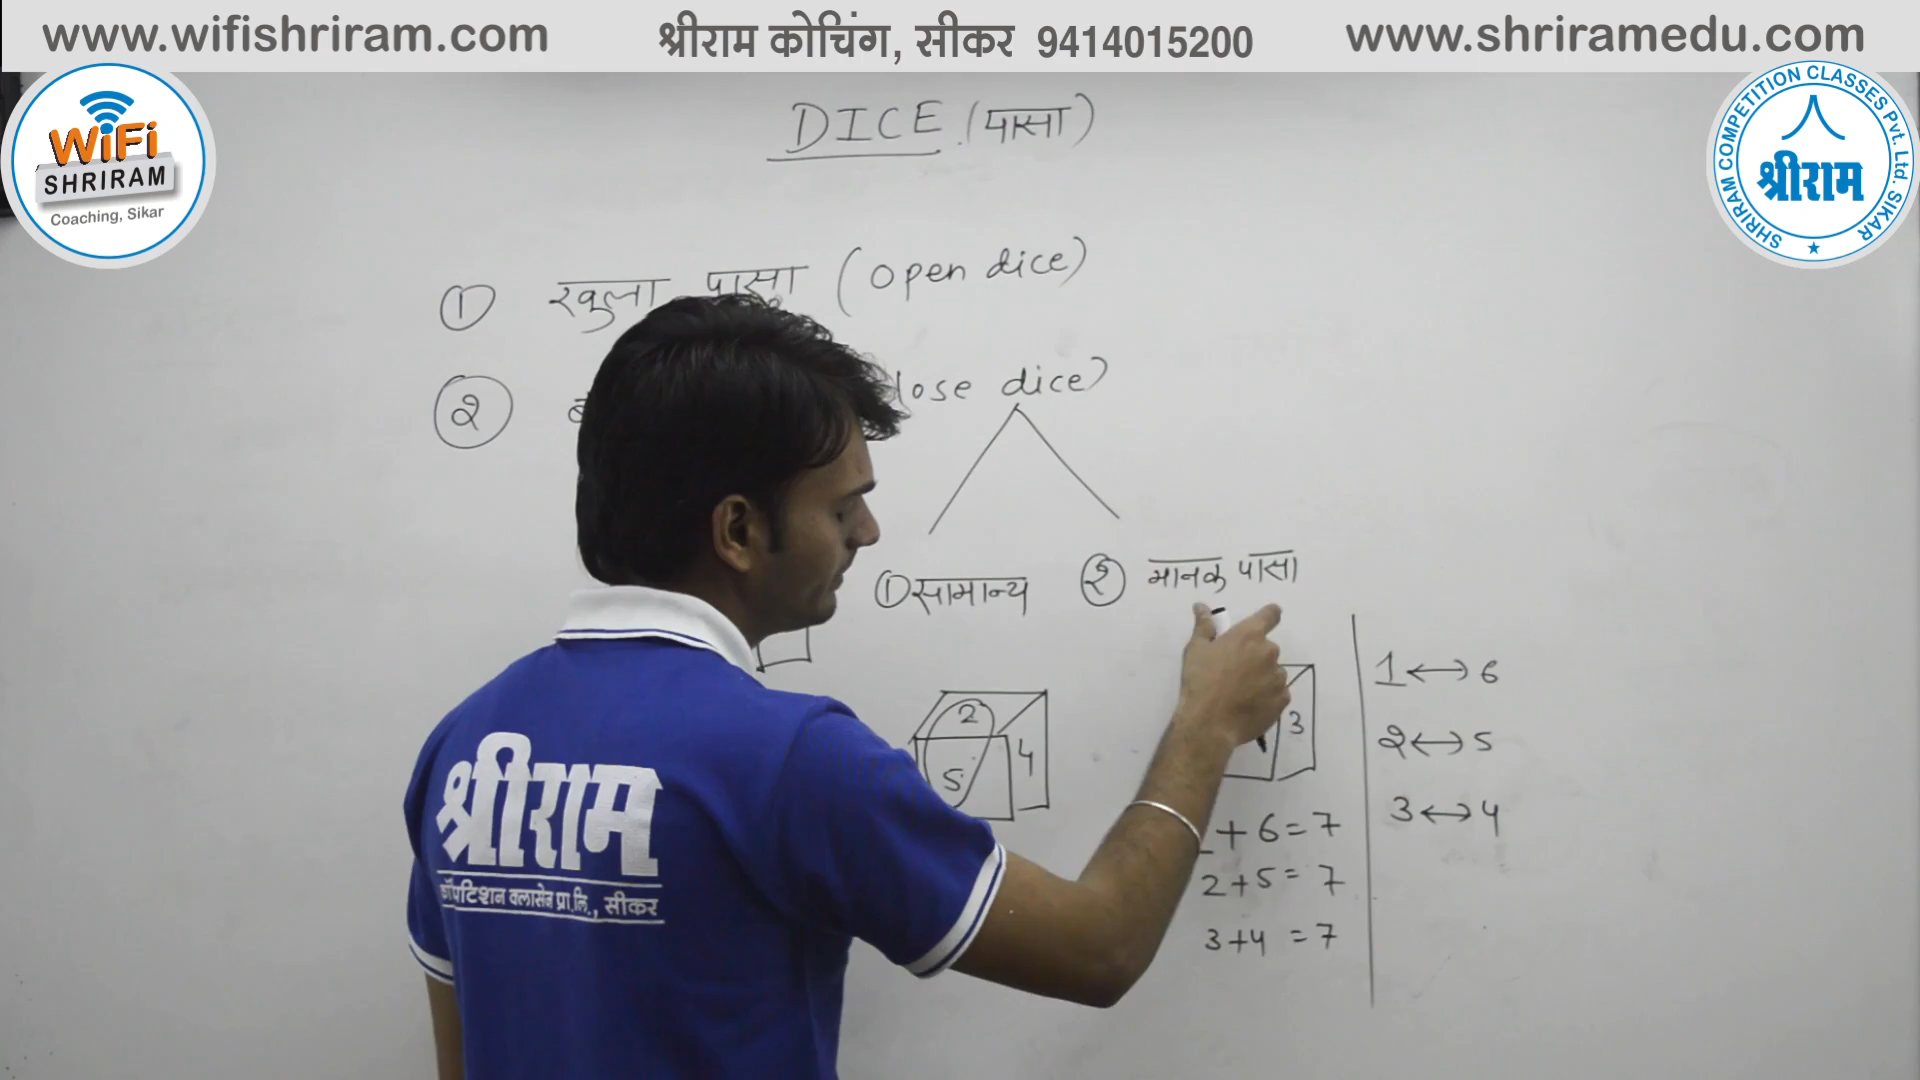 www.wifishriram.com श्रीराम कोचिंग, सीकर 9414015200 www.shriramedu.com
WiFi
SHRIRAM
Coaching, Sikar
SHRIRAM COMPETITION CLASSES Pvt. Ltd. SIKAR
श्रीराम
DICE (पासा)
① खुला पासा (open dice)
② lose dice)
① सामान्य ② मानक पासा
2
5 4
3
+ 6 = 7
2 + 5 = 7
3 + 4 = 7
1 ↔ 6
2 ↔ 5
3 ↔ 4
श्रीराम
कॉम्पटिशन क्लासेज प्रा.लि., सीकर